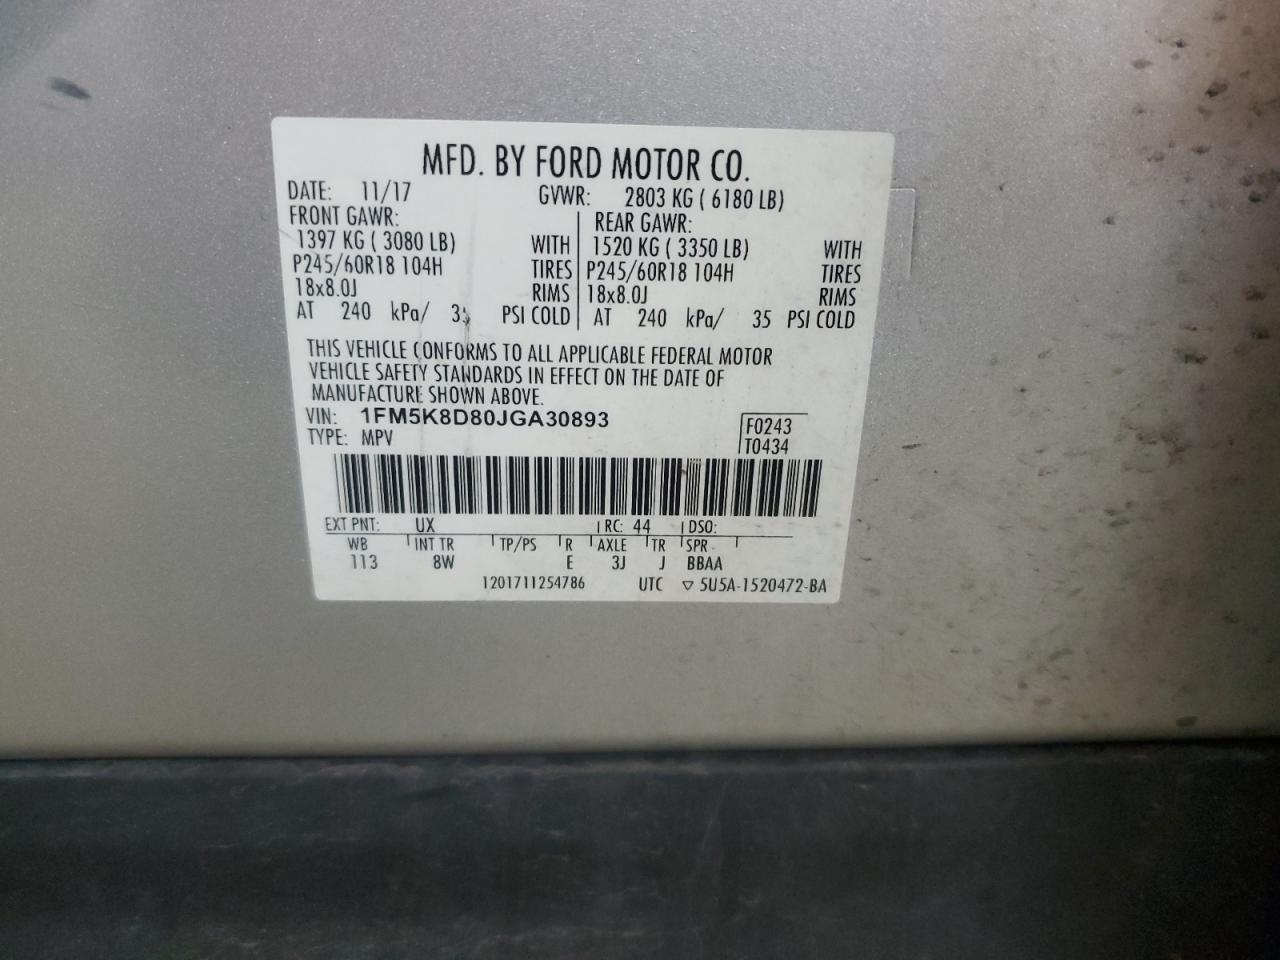 MFD. BY FORD MOTOR CO.
DATE: 11/17 GVWR: 2803 KG ( 6180 LB)
FRONT GAWR: REAR GAWR:
1397 KG ( 3080 LB) WITH 1520 KG ( 3350 LB) WITH
P245/60R18 104H TIRES P245/60R18 104H TIRES
18x8.0J RIMS 18x8.0J RIMS
AT 240 kPa/ 35 PSI COLD AT 240 kPa/ 35 PSI COLD
THIS VEHICLE CONFORMS TO ALL APPLICABLE FEDERAL MOTOR
VEHICLE SAFETY STANDARDS IN EFFECT ON THE DATE OF
MANUFACTURE SHOWN ABOVE.
VIN: 1FM5K8D80JGA30893 F0243
TYPE: MPV T0434
EXT PNT: UX RC: 44 DSO:
WB INT TR TP/PS R AXLE TR SPR
113 8W E 3J J BBAA
1201711254786 UTC ▽ 5U5A-1520472-BA